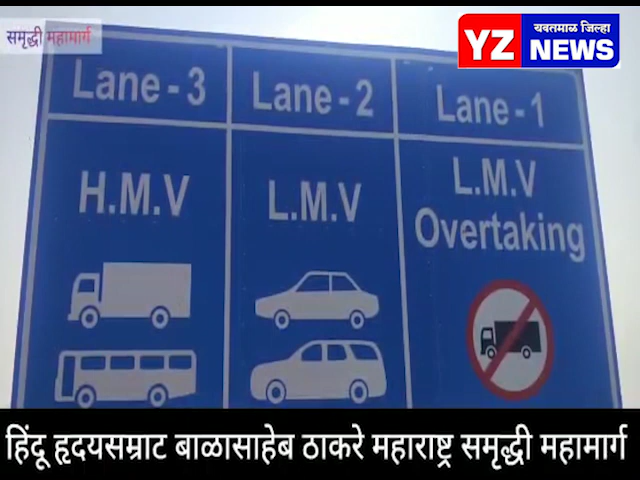 समृद्धी महामार्ग
यवतमाळ जिल्हा
YZ NEWS
Lane - 3
Lane - 2
Lane - 1
H.M.V
L.M.V
L.M.V
Overtaking
हिंदू हृदयसम्राट बाळासाहेब ठाकरे महाराष्ट्र समृद्धी महामार्ग